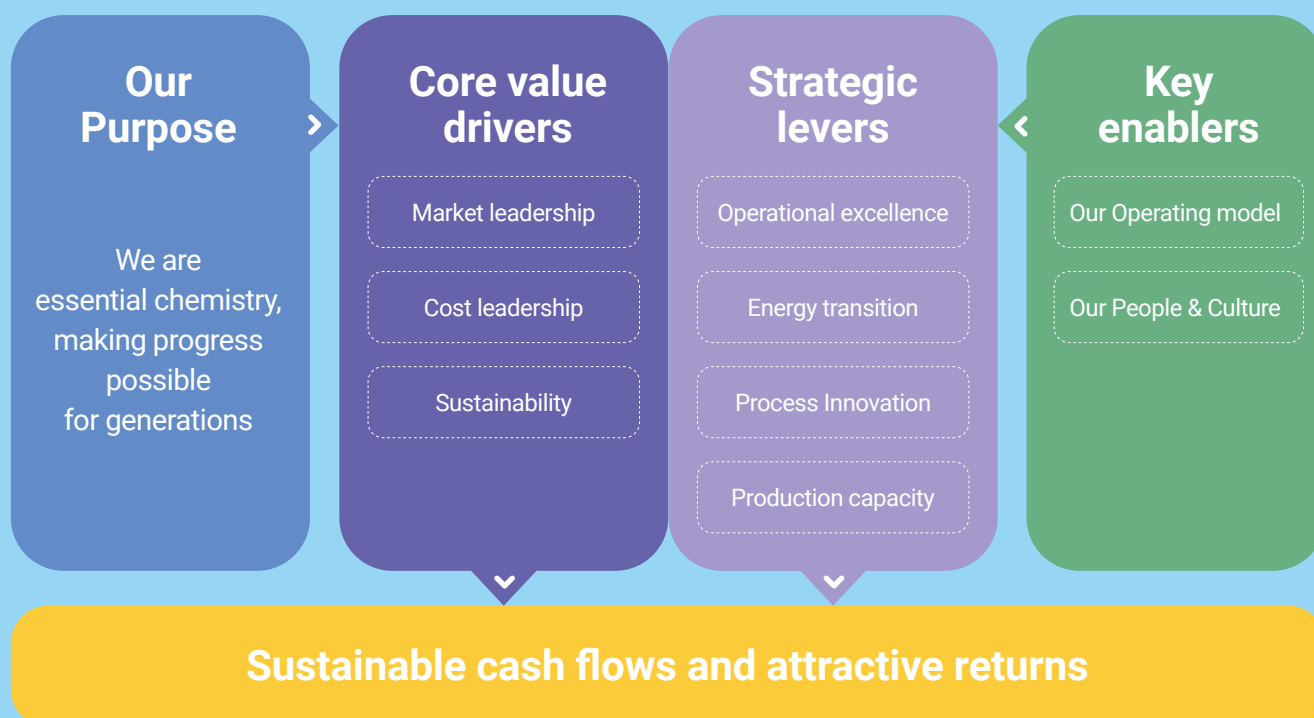 Our
Purpose
We are
essential chemistry,
making progress
possible
for generations
Core value
drivers
Market leadership
Cost leadership
Sustainability
Strategic
levers
Operational excellence
Energy transition
Process Innovation
Production capacity
Key
enablers
Our Operating model
Our People & Culture
Sustainable cash flows and attractive returns